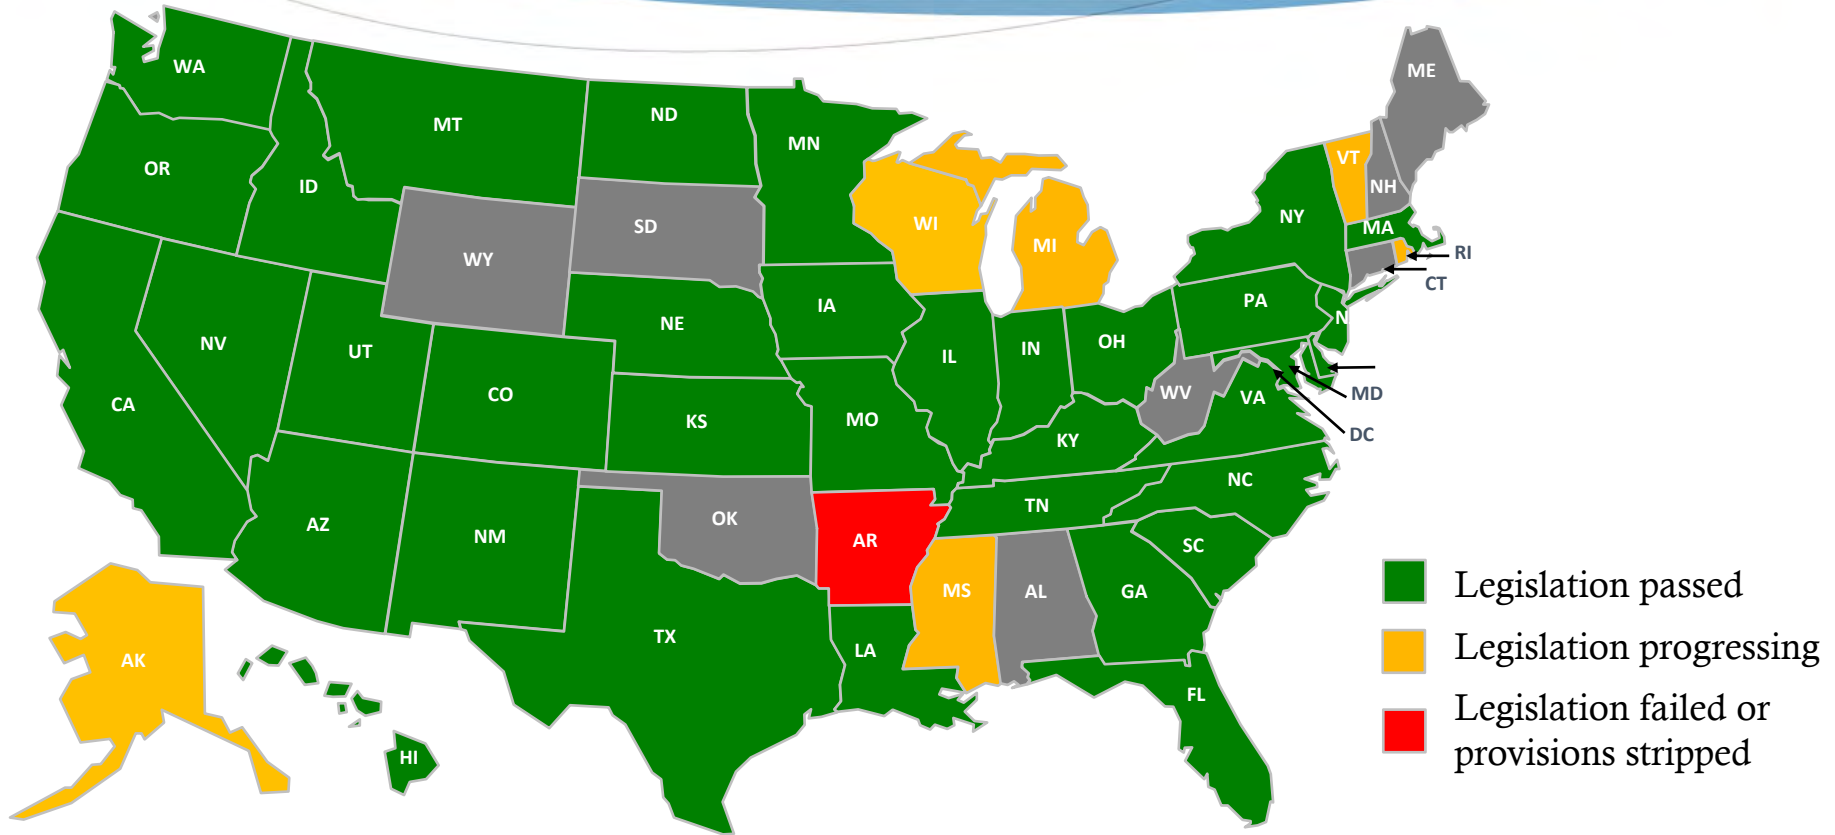 WA
ME
MT
ND
MN
VT
OR
ID
NH
NY
WI
SD
MA
MI
WY
RI
CT
PA
IA
N
NE
OH
NV
IN
UT
IL
WV
MD
CO
VA
CA
MO
KS
DC
KY
NC
TN
OK
AZ
NM
AR
SC
Legislation passed
MS
AL
GA
TX
LA
Legislation progressing
AK
FL
Legislation failed or
provisions stripped
HI